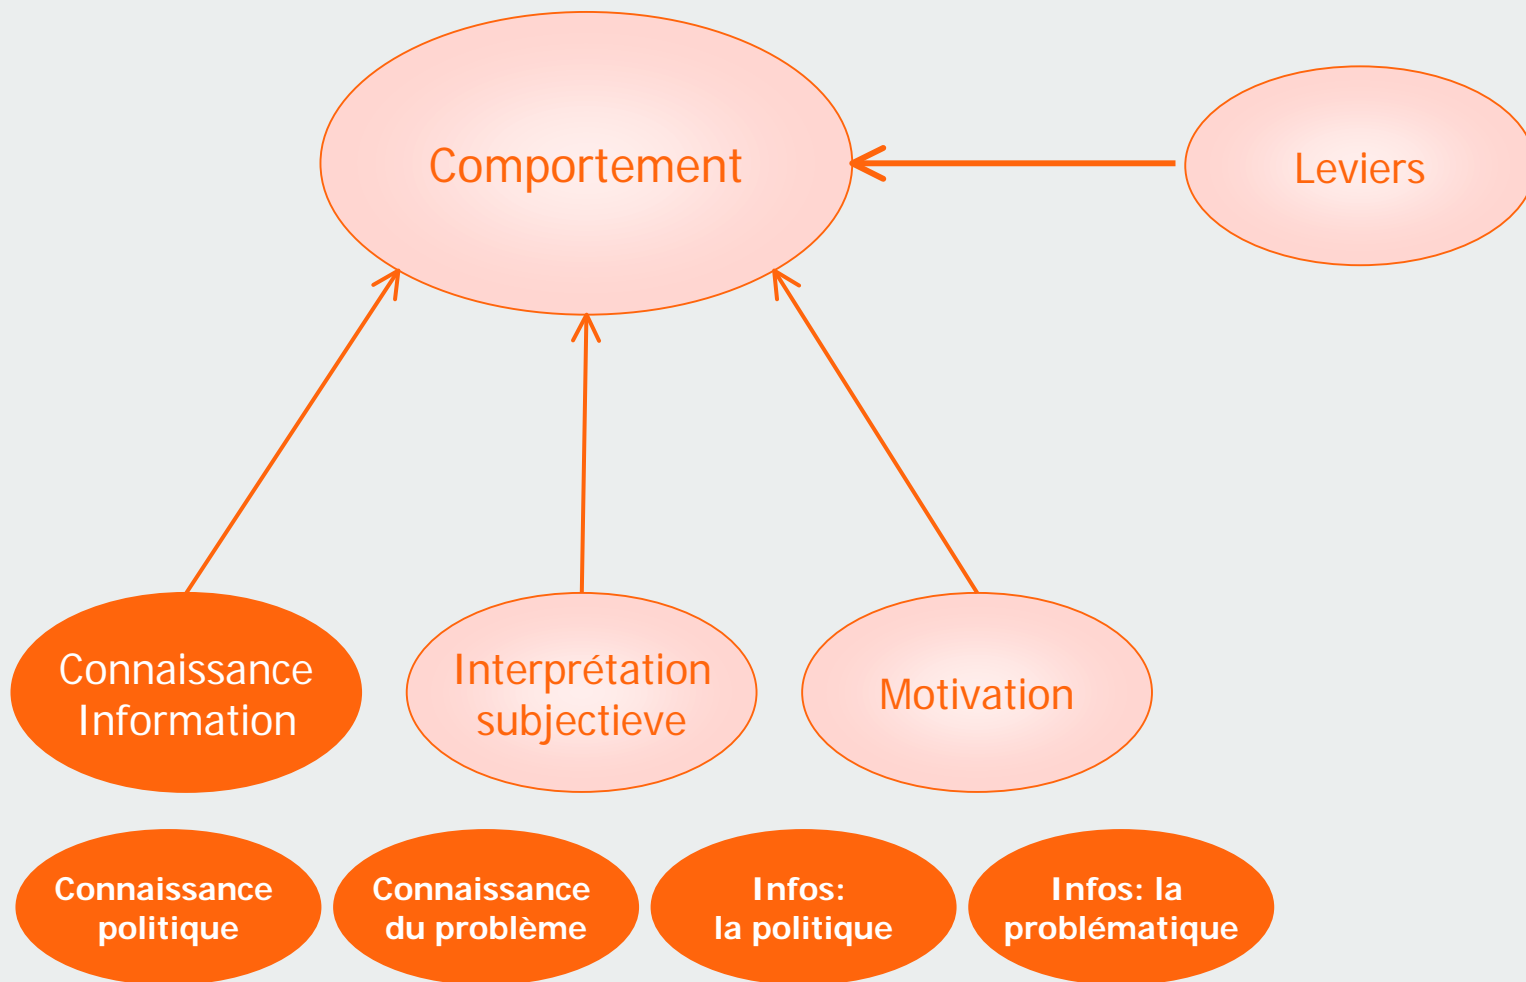 Comportement
Leviers
Connaissance
Information
Interprétation
subjectieve
Motivation
Connaissance
politique
Connaissance
du problème
Infos:
la politique
Infos: la
problématique